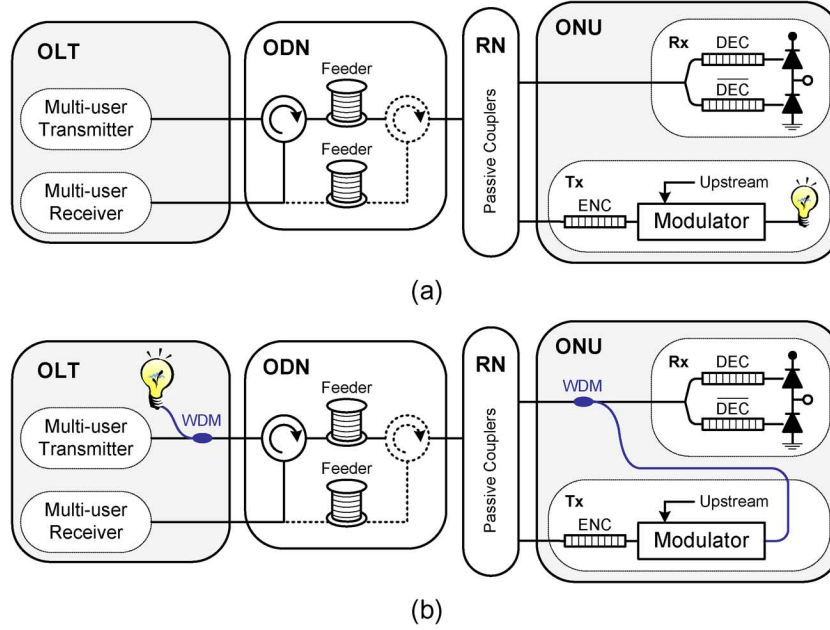 OLT
ODN
RN
ONU
Multi-user
Transmitter
Multi-user
Receiver
Feeder
Feeder
Passive Couplers
Rx
DEC
DEC
Tx
ENC
Upstream
Modulator
(a)
OLT
ODN
RN
ONU
WDM
Multi-user
Transmitter
Multi-user
Receiver
Feeder
Feeder
Passive Couplers
WDM
Rx
DEC
DEC
Tx
ENC
Upstream
Modulator
(b)